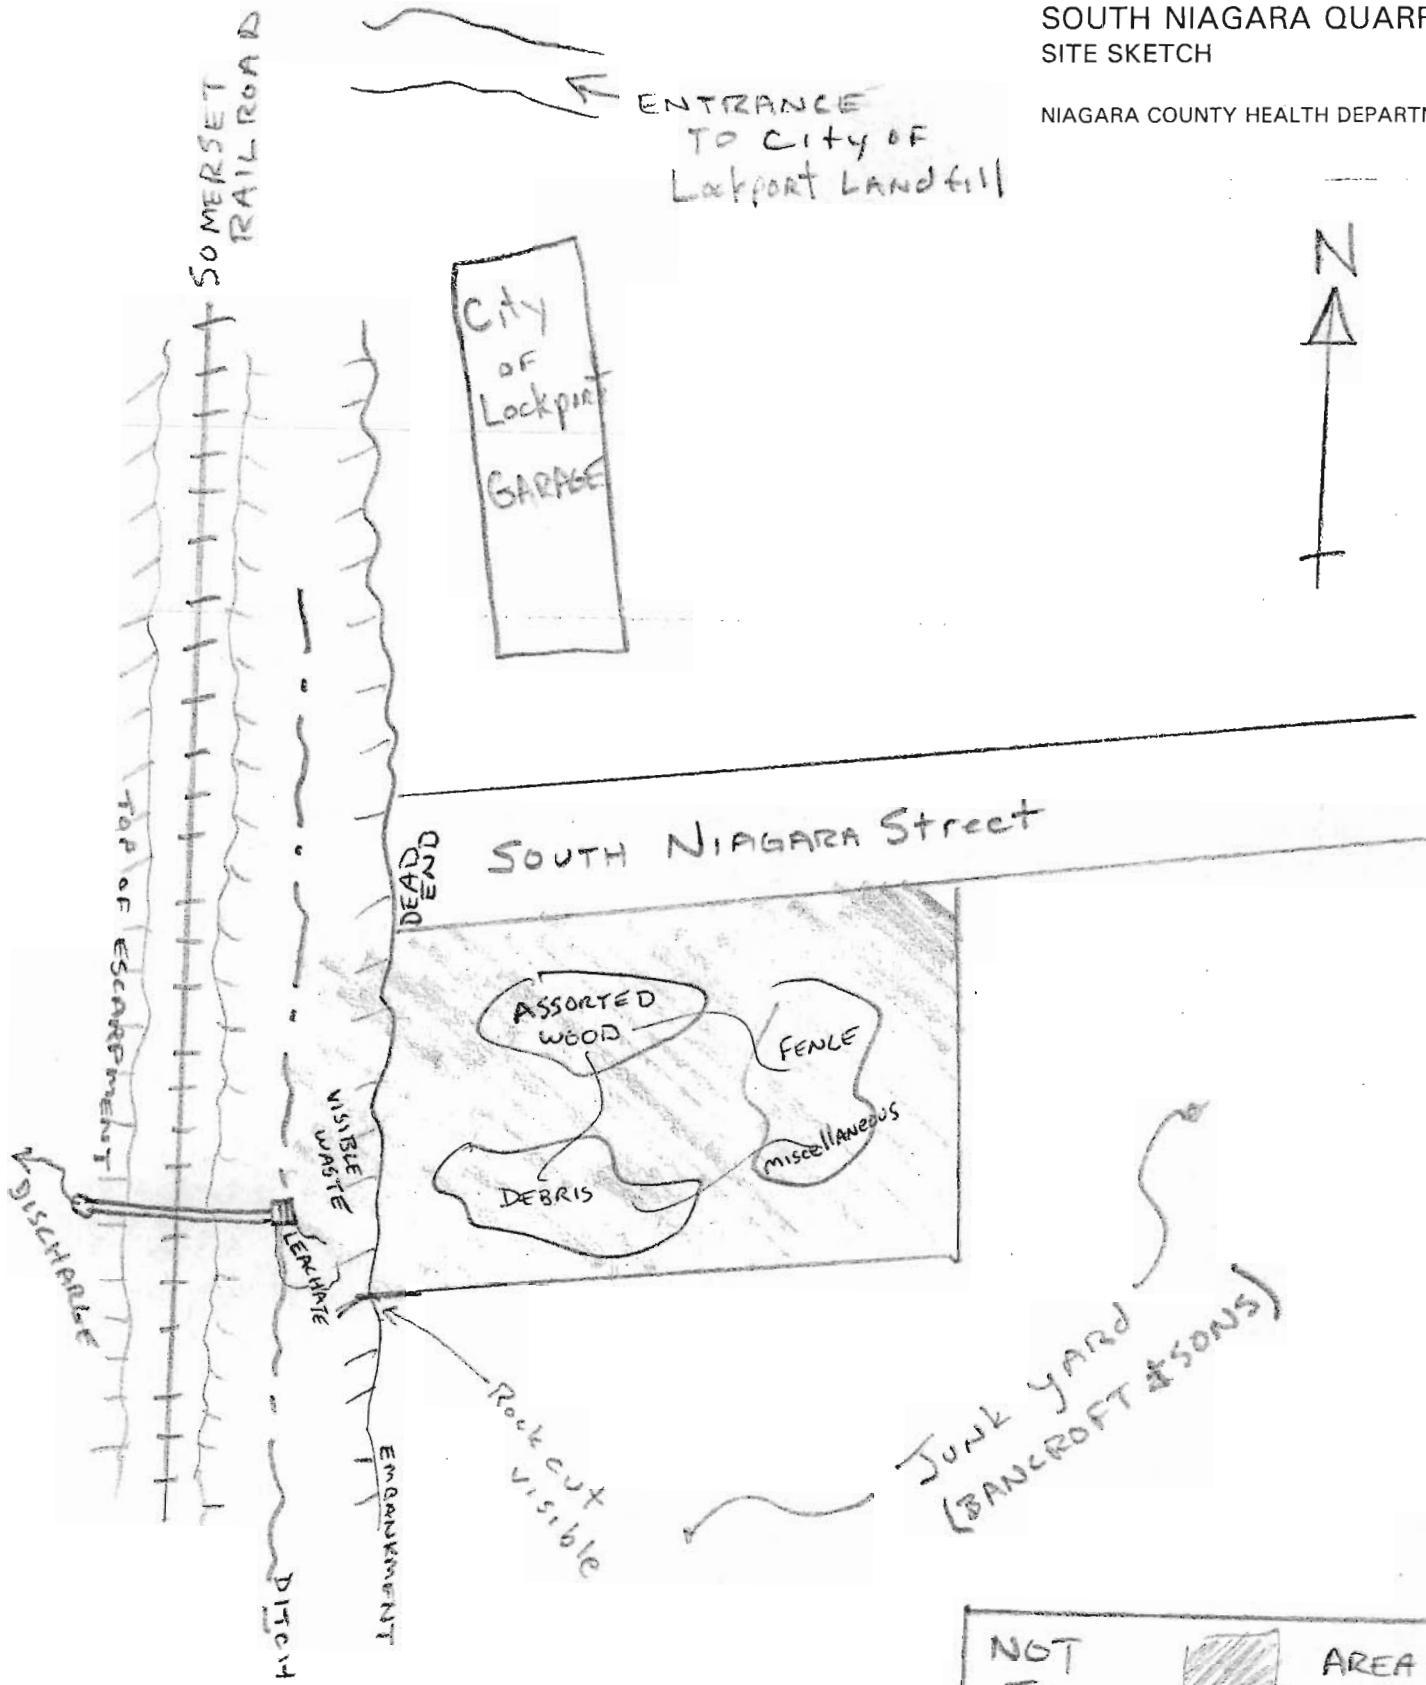 SOUTH NIAGARA QUARR
SITE SKETCH
NIAGARA COUNTY HEALTH DEPARTM
SOMERSET
RAILROAD
ENTRANCE
TO City OF
Lockport LANdfill
N
City
OF
Lockport
GARAGE
SOUTH NIAGARA Street
DEAD
END
TOP OF ESCARPMENT
ASSORTED
WOOD
FENCE
VISIBLE
WASTE
MISCELLANEOUS
DEBRIS
DISCHARGE
LEACHATE
Rock cut
visible
JUNK YARD
(BANCROFT & SONS)
EMBANKMENT
DITCH
NOT
AREA